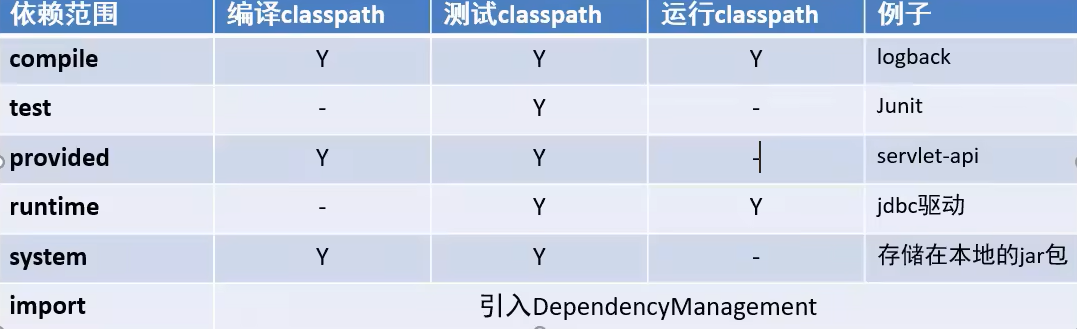 依赖范围 编译classpath 测试classpath 运行classpath 例子
compile Y Y Y logback
test - Y - Junit
provided Y Y - servlet-api
runtime - Y Y jdbc驱动
system Y Y - 存储在本地的jar包
import 引入DependencyManagement